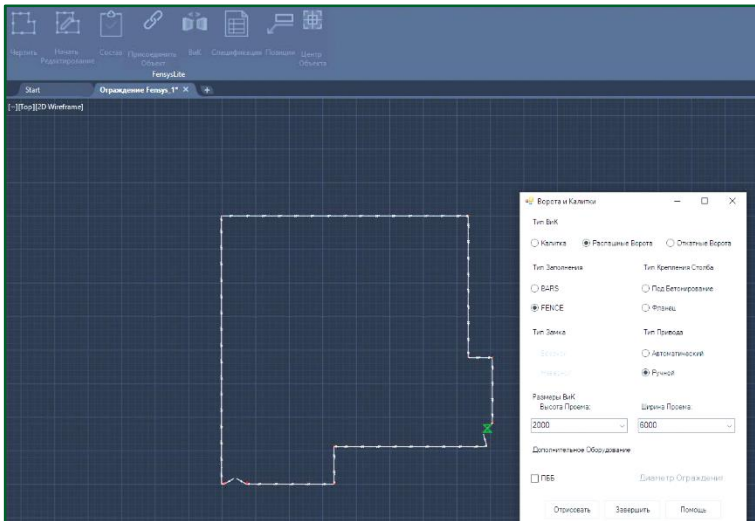 Чертить Начать Редактирование Состав Присоединить Объект ВиК Спецификации Позиции Центр Объекта
FensysLite
Start Ограждение Fensys_1* × +
[-][Top][2D Wireframe]
Ворота и Калитки
Тип ВиК
Калитка Распашные Ворота Откатные Ворота
Тип Заполнения Тип Крепления Столба
BARS Под Бетонирование
FENCE Фланец
Тип Замка Тип Привода
Автоматический
Ручной
Размеры ВиК
Высота Проема: Ширина Проема:
2000 6000
Дополнительное Оборудование
ПББ Диаметр Ограждения
Отрисовать Завершить Помощь